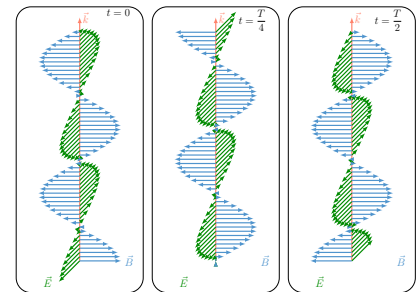 k⃗ t = 0
k⃗ t = T/4
k⃗ t = T/2
E⃗ B⃗
E⃗ B⃗
E⃗ B⃗